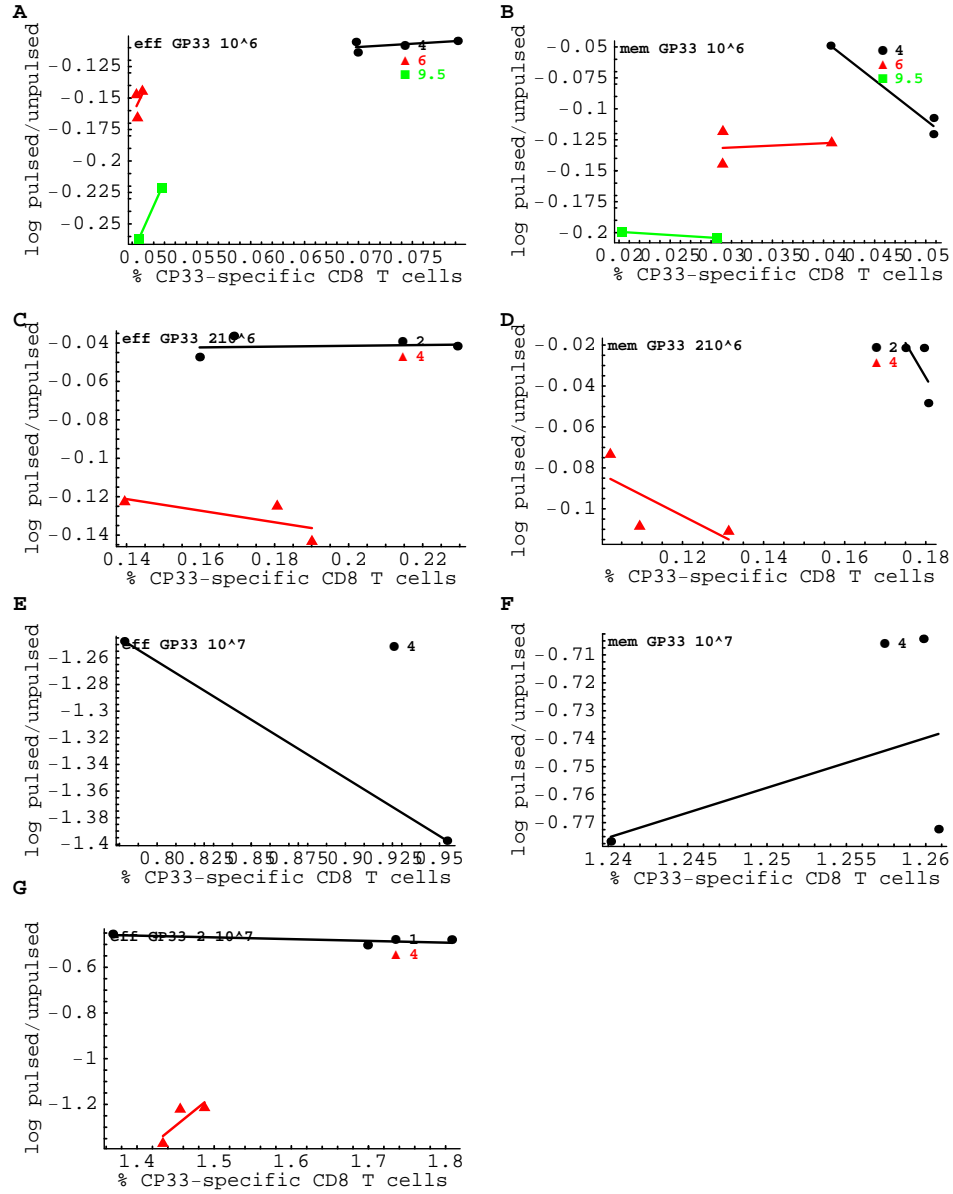 A
eff GP33 10^6
4
6
9.5
−0.125
−0.15
−0.175
−0.2
−0.225
−0.25
0.0.050.0550.060.0650.070.075
log pulsed/unpulsed
% CP33−specific CD8 T cells
B
mem GP33 10^6
4
6
9.5
−0.05
−0.075
−0.1
−0.125
−0.15
−0.175
−0.2
0.020.0250.030.0350.040.0450.05
log pulsed/unpulsed
% CP33−specific CD8 T cells
C
eff GP33 210^6
2
4
−0.04
−0.06
−0.08
−0.1
−0.12
−0.14
0.14 0.16 0.18 0.2 0.22
log pulsed/unpulsed
% CP33−specific CD8 T cells
D
mem GP33 210^6
2
4
−0.02
−0.04
−0.06
−0.08
−0.1
0.12 0.14 0.16 0.18
log pulsed/unpulsed
% CP33−specific CD8 T cells
E
eff GP33 10^7
4
−1.26
−1.28
−1.3
−1.32
−1.34
−1.36
−1.38
−1.4
0.80.8250.850.8750.90.9250.95
log pulsed/unpulsed
% CP33−specific CD8 T cells
F
mem GP33 10^7
4
−0.71
−0.72
−0.73
−0.74
−0.75
−0.76
−0.77
1.24 1.245 1.25 1.255 1.26
log pulsed/unpulsed
% CP33−specific CD8 T cells
G
eff GP33 2 10^7
1
4
−0.6
−0.8
−1
−1.2
1.4 1.5 1.6 1.7 1.8
log pulsed/unpulsed
% CP33−specific CD8 T cells